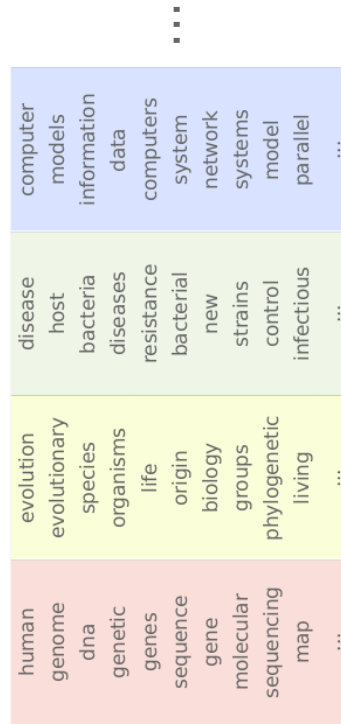 human
genome
dna
genetic
genes
sequence
gene
molecular
sequencing
map
...
evolution
evolutionary
species
organisms
life
origin
biology
groups
phylogenetic
living
...
disease
host
bacteria
diseases
resistance
bacterial
new
strains
control
infectious
...
computer
models
information
data
computers
system
network
systems
model
parallel
...
...